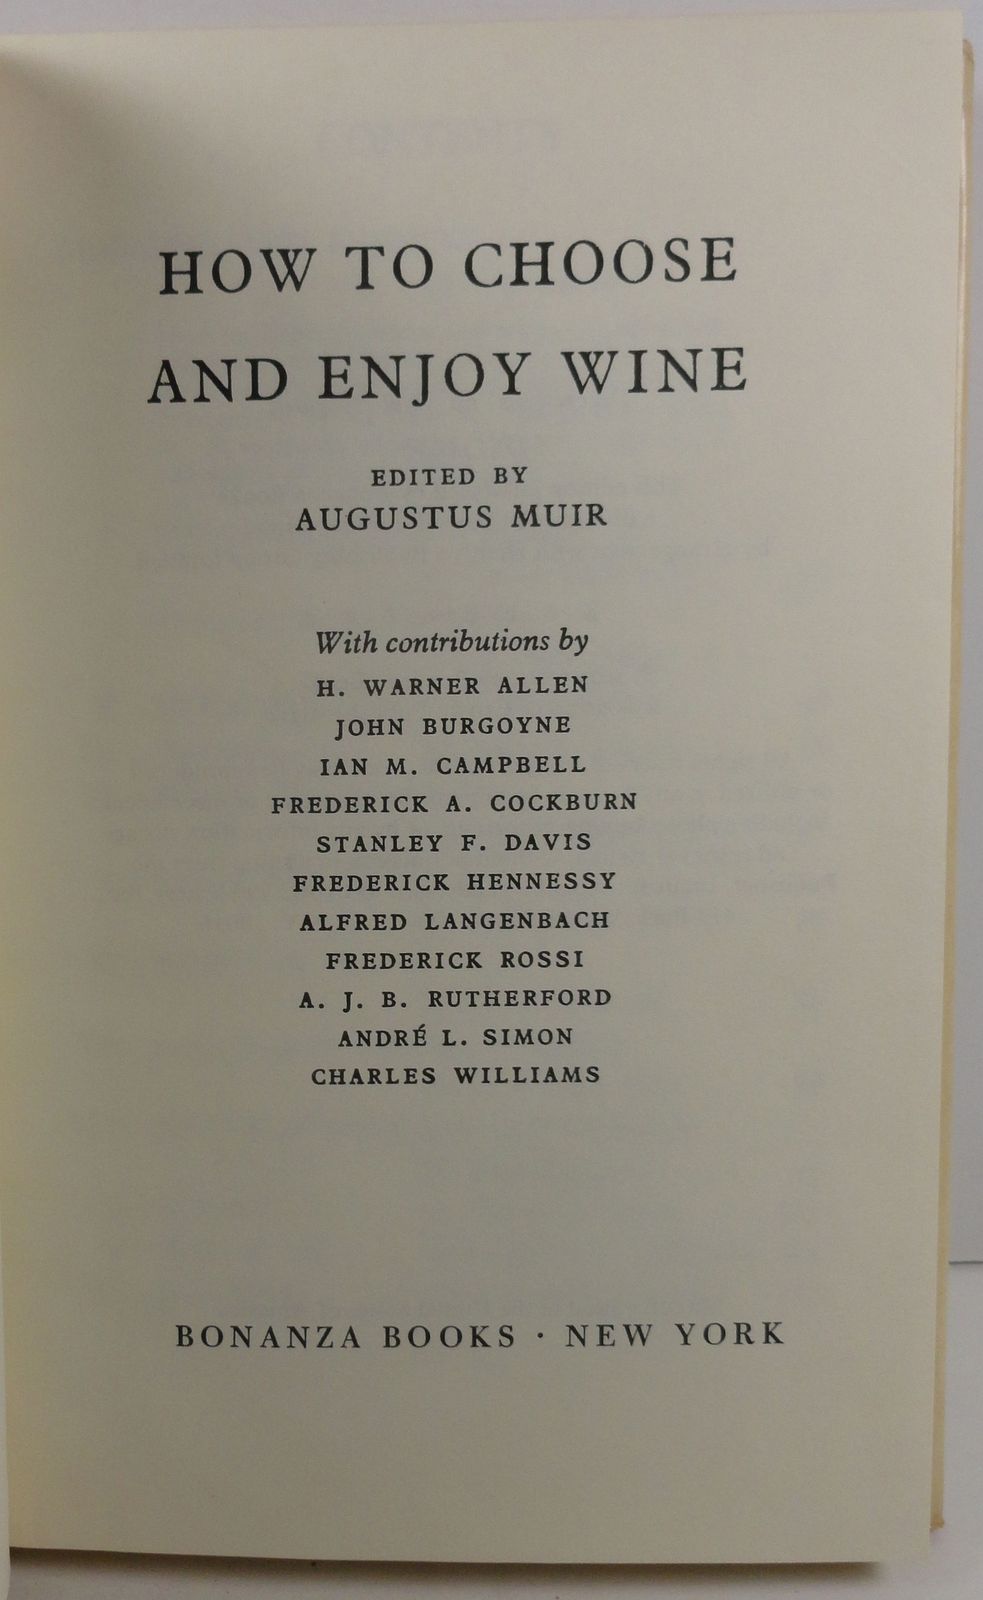 HOW TO CHOOSE
AND ENJOY WINE
EDITED BY
AUGUSTUS MUIR
With contributions by
H. WARNER ALLEN
JOHN BURGOYNE
IAN M. CAMPBELL
FREDERICK A. COCKBURN
STANLEY F. DAVIS
FREDERICK HENNESSY
ALFRED LANGENBACH
FREDERICK ROSSI
A. J. B. RUTHERFORD
ANDRÉ L. SIMON
CHARLES WILLIAMS
BONANZA BOOKS · NEW YORK